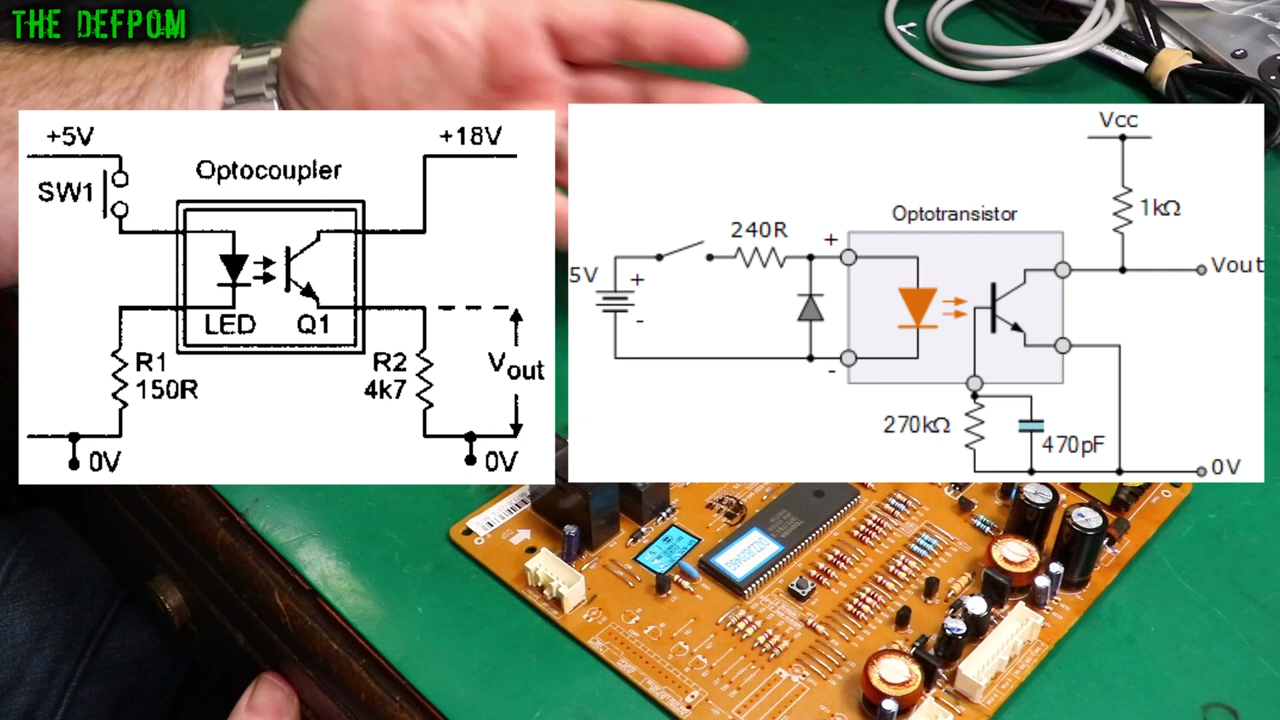 THE DEFPOM
+5V
+18V
Optocoupler
SW1
LED
Q1
R1
150R
R2
4k7
Vout
0V
0V
Vcc
1kΩ
Optotransistor
240R
+
+
5V
+
-
-
Vout
270kΩ
470pF
0V